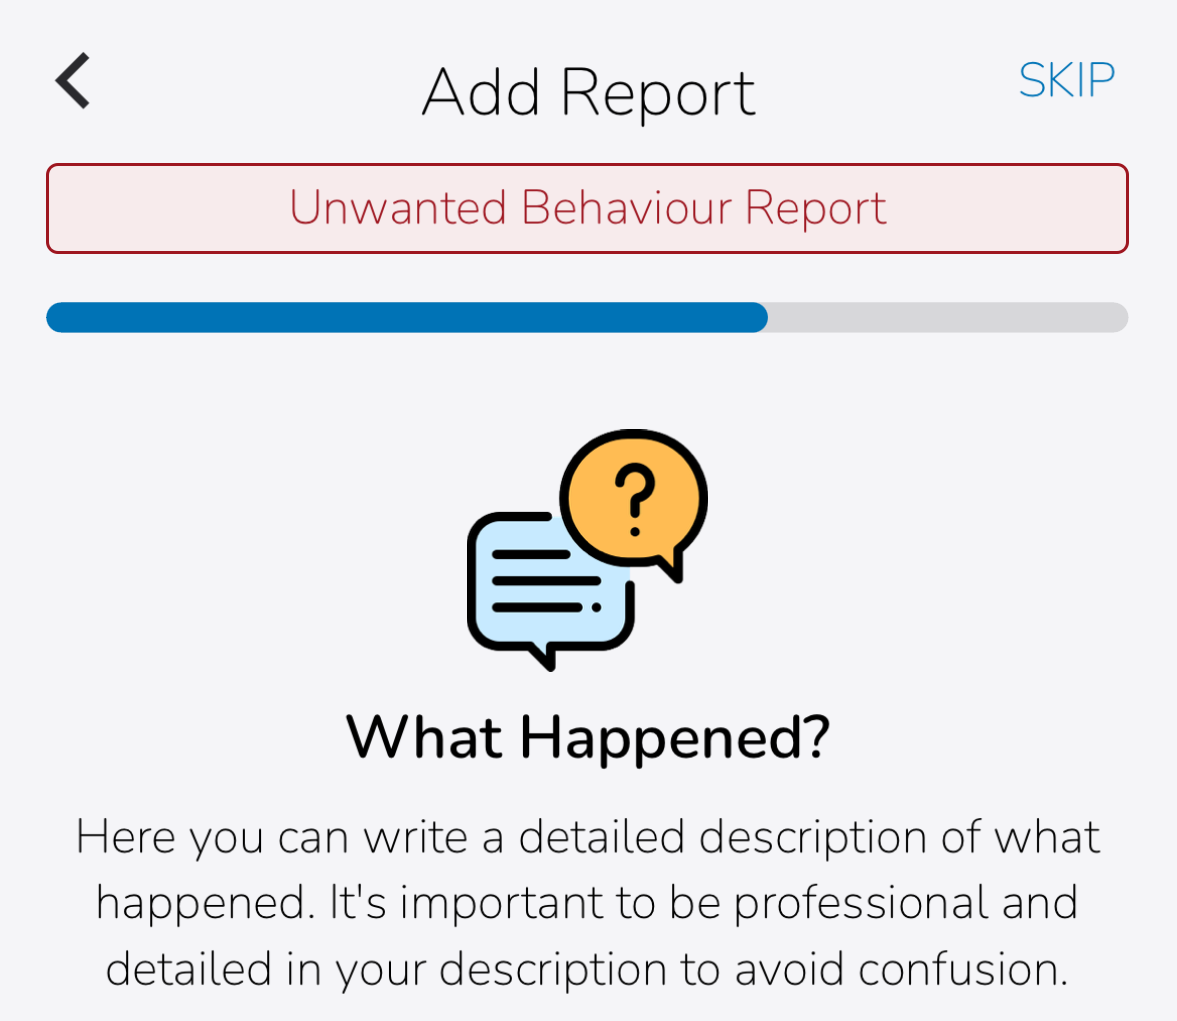 Add Report
SKIP
Unwanted Behaviour Report
?
What Happened?
Here you can write a detailed description of what
happened. It's important to be professional and
detailed in your description to avoid confusion.